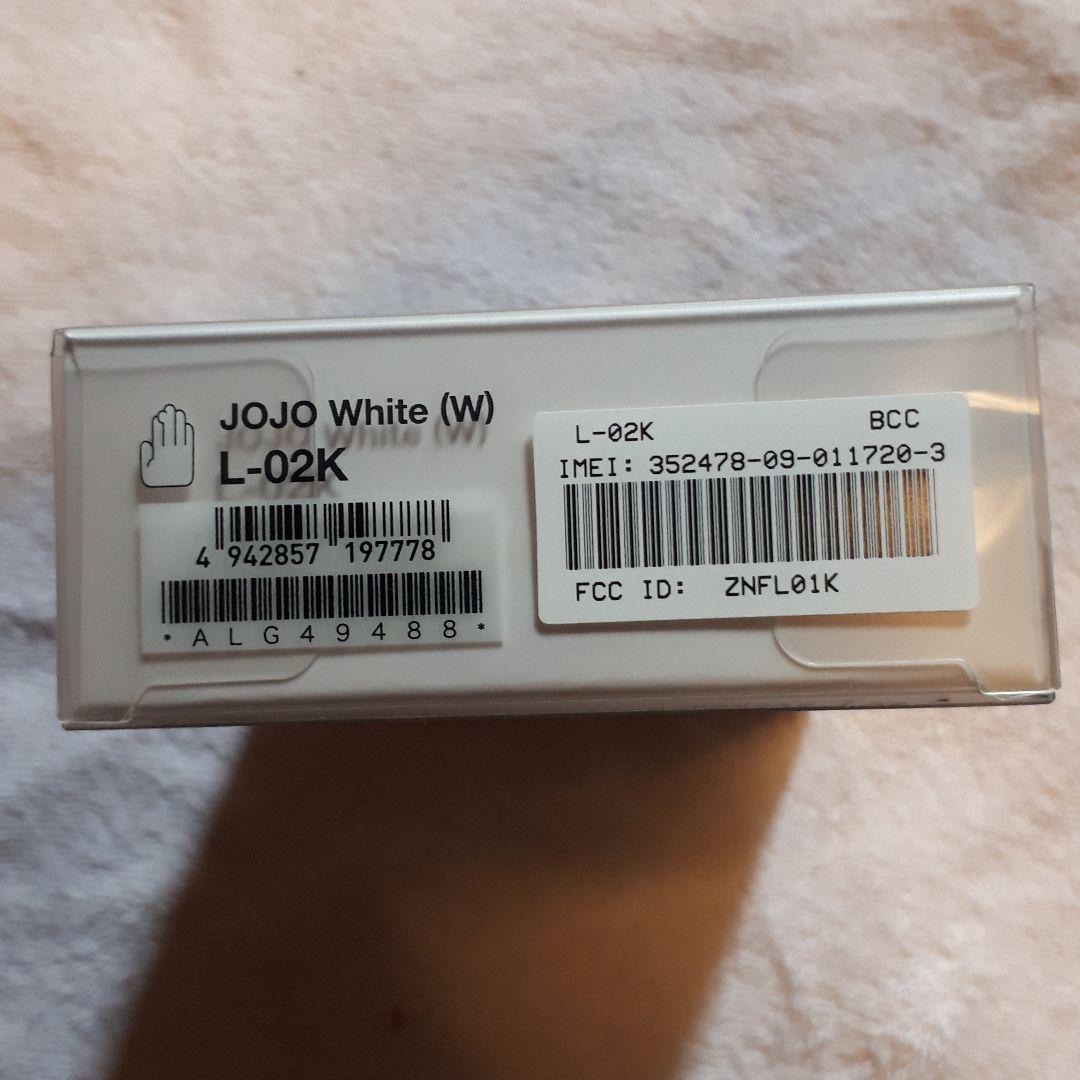 JOJO White (W)
L-02K
4 942857 197778
*ALG49488*
L-02K BCC
IMEI: 352478-09-011720-3
FCC ID: ZNFL01K